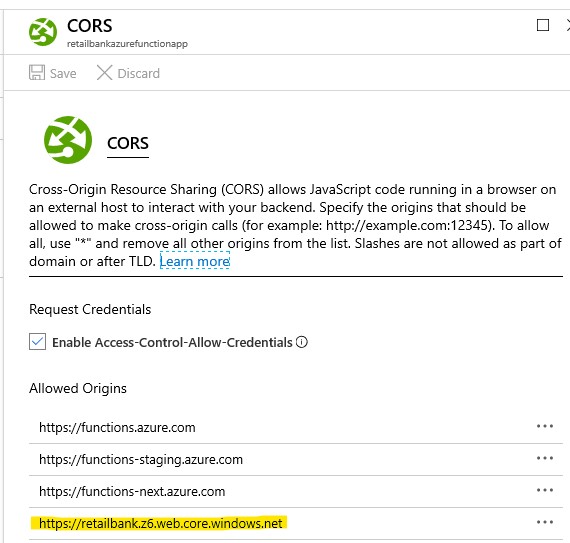 CORS
retailbankazurefunctionapp
Save Discard
CORS
Cross-Origin Resource Sharing (CORS) allows JavaScript code running in a browser on
an external host to interact with your backend. Specify the origins that should be
allowed to make cross-origin calls (for example: http://example.com:12345). To allow
all, use "*" and remove all other origins from the list. Slashes are not allowed as part of
domain or after TLD. Learn more
Request Credentials
Enable Access-Control-Allow-Credentials
Allowed Origins
https://functions.azure.com
https://functions-staging.azure.com
https://functions-next.azure.com
https://retailbank.z6.web.core.windows.net